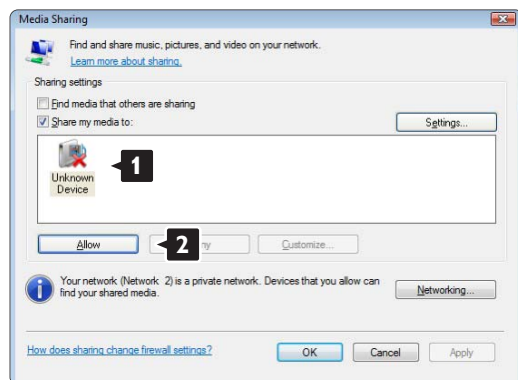 Media Sharing
Find and share music, pictures, and video on your network.
Learn more about sharing.
Sharing settings
Find media that others are sharing
Share my media to:
Settings...
Unknown
Device
1
Allow
2
ny
Customize...
Your network (Network 2) is a private network. Devices that you allow can
find your shared media.
Networking...
How does sharing change firewall settings?
OK
Cancel
Apply